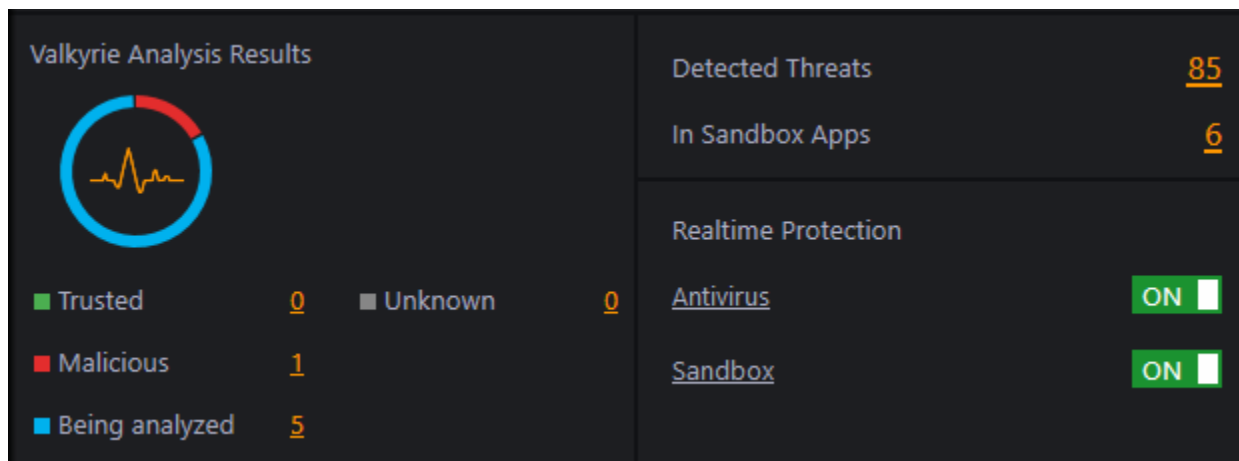 Valkyrie Analysis Results
Trusted 0 Unknown 0
Malicious 1
Being analyzed 5
Detected Threats 85
In Sandbox Apps 6
Realtime Protection
Antivirus ON
Sandbox ON